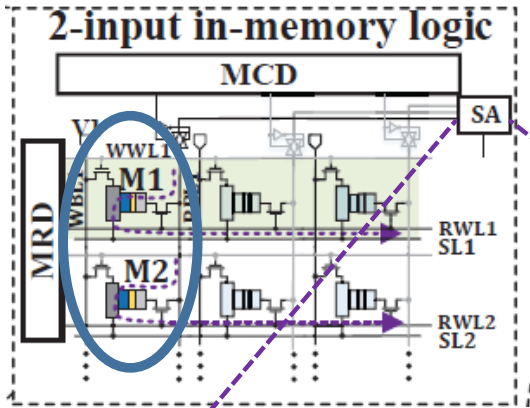 2-input in-memory logic
MCD
SA
WWL1
MRD
M1
RWL1
SL1
M2
RWL2
SL2